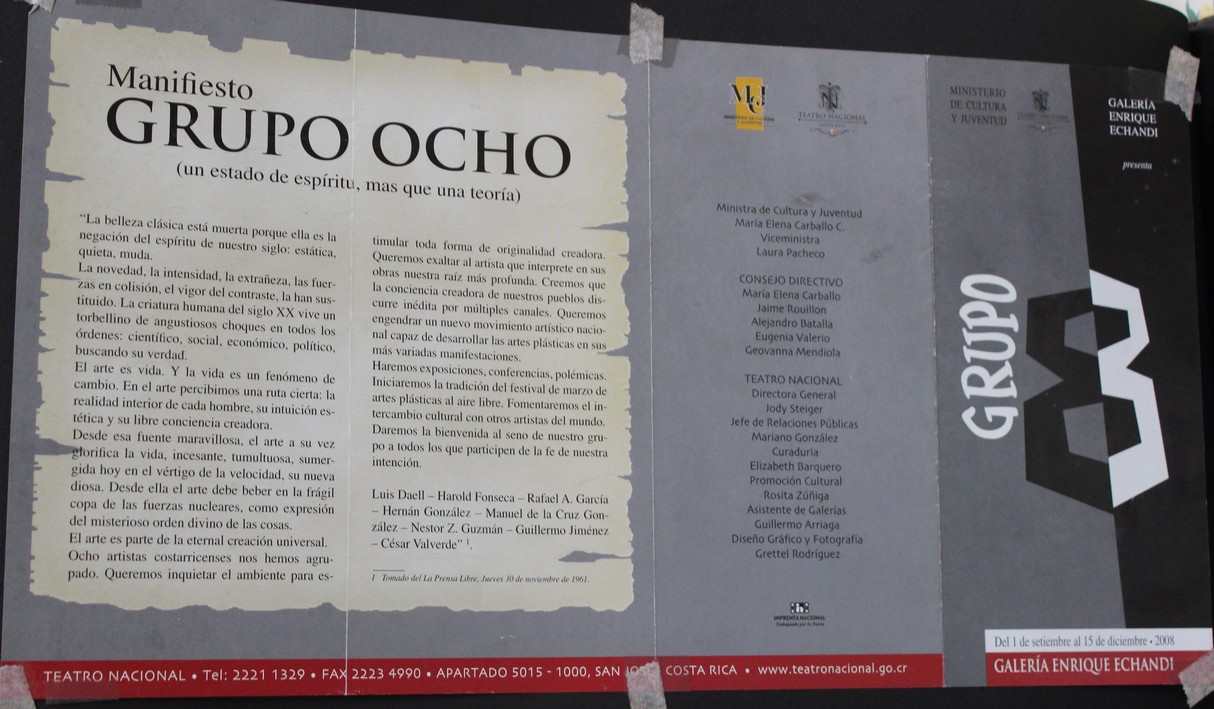 Manifiesto
GRUPO OCHO
(un estado de espíritu, mas que una teoría)
“La belleza clásica está muerta porque ella es la
negación del espíritu de nuestro siglo: estática,
quieta, muda.
La novedad, la intensidad, la extrañeza, las fuer-
zas en colisión, el vigor del contraste, la han sus-
tituido. La criatura humana del siglo XX vive un
torbellino de angustiosos choques en todos los
órdenes: científico, social, económico, político,
buscando su verdad.
El arte es vida. Y la vida es un fenómeno de
cambio. En el arte percibimos una ruta cierta: la
realidad interior de cada hombre, su intuición es-
tética y su libre conciencia creadora.
Desde esa fuente maravillosa, el arte a su vez
glorifica la vida, incesante, tumultuosa, sumer-
gida hoy en el vértigo de la velocidad, su nueva
diosa. Desde ella el arte debe beber en la frágil
copa de las fuerzas nucleares, como expresión
del misterioso orden divino de las cosas.
El arte es parte de la eternal creación universal.
Ocho artistas costarricenses nos hemos agru-
pado. Queremos inquietar el ambiente para es-
timular toda forma de originalidad creadora.
Queremos exaltar al artista que interprete en sus
obras nuestra raíz más profunda. Creemos que
la conciencia creadora de nuestros pueblos dis-
curre inédita por múltiples canales. Queremos
engendrar un nuevo movimiento artístico nacio-
nal capaz de desarrollar las artes plásticas en sus
más variadas manifestaciones.
Haremos exposiciones, conferencias, polémicas.
Iniciaremos la tradición del festival de marzo de
artes plásticas al aire libre. Fomentaremos el in-
tercambio cultural con otros artistas del mundo.
Daremos la bienvenida al seno de nuestro gru-
po a todos los que participen de la fe de nuestra
intención.
Luis Daell – Harold Fonseca – Rafael A. García
– Hernán González – Manuel de la Cruz Gon-
zález – Nestor Z. Guzmán – Guillermo Jiménez
– César Valverde” 1.
1 Tomado del La Prensa Libre, Jueves 30 de noviembre de 1961.
MCJ
MINISTERIO DE CULTURA
Y JUVENTUD
TEATRO NACIONAL
Ministra de Cultura y Juventud
María Elena Carballo C.
Viceministra
Laura Pacheco
CONSEJO DIRECTIVO
María Elena Carballo
Jaime Rouillon
Alejandro Batalla
Eugenia Valerio
Geovanna Mendiola
TEATRO NACIONAL
Directora General
Jody Steiger
Jefe de Relaciones Públicas
Mariano González
Curaduría
Elizabeth Barquero
Promoción Cultural
Rosita Zúñiga
Asistente de Galerías
Guillermo Arriaga
Diseño Gráfico y Fotografía
Grettel Rodríguez
IMPRENTA NACIONAL
Trabajando por la Patria
MINISTERIO
DE CULTURA
Y JUVENTUD
TEATRO NACIONAL
GALERÍA
ENRIQUE
ECHANDI
presenta
GRUPO
8
Del 1 de setiembre al 15 de diciembre • 2008
GALERÍA ENRIQUE ECHANDI
TEATRO NACIONAL • Tel: 2221 1329 • FAX 2223 4990 • APARTADO 5015 - 1000, SAN JOSÉ COSTA RICA • www.teatronacional.go.cr